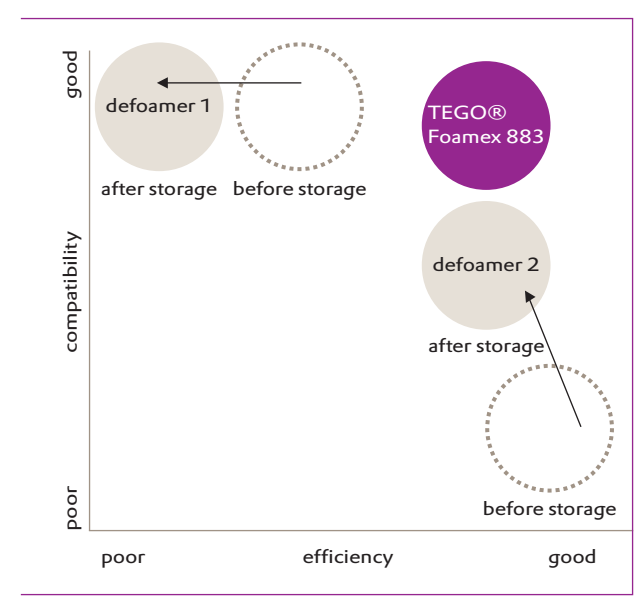 good
defoamer 1
TEGO®
Foamex 883
after storage
before storage
compatibility
defoamer 2
after storage
poor
before storage
poor
efficiency
good